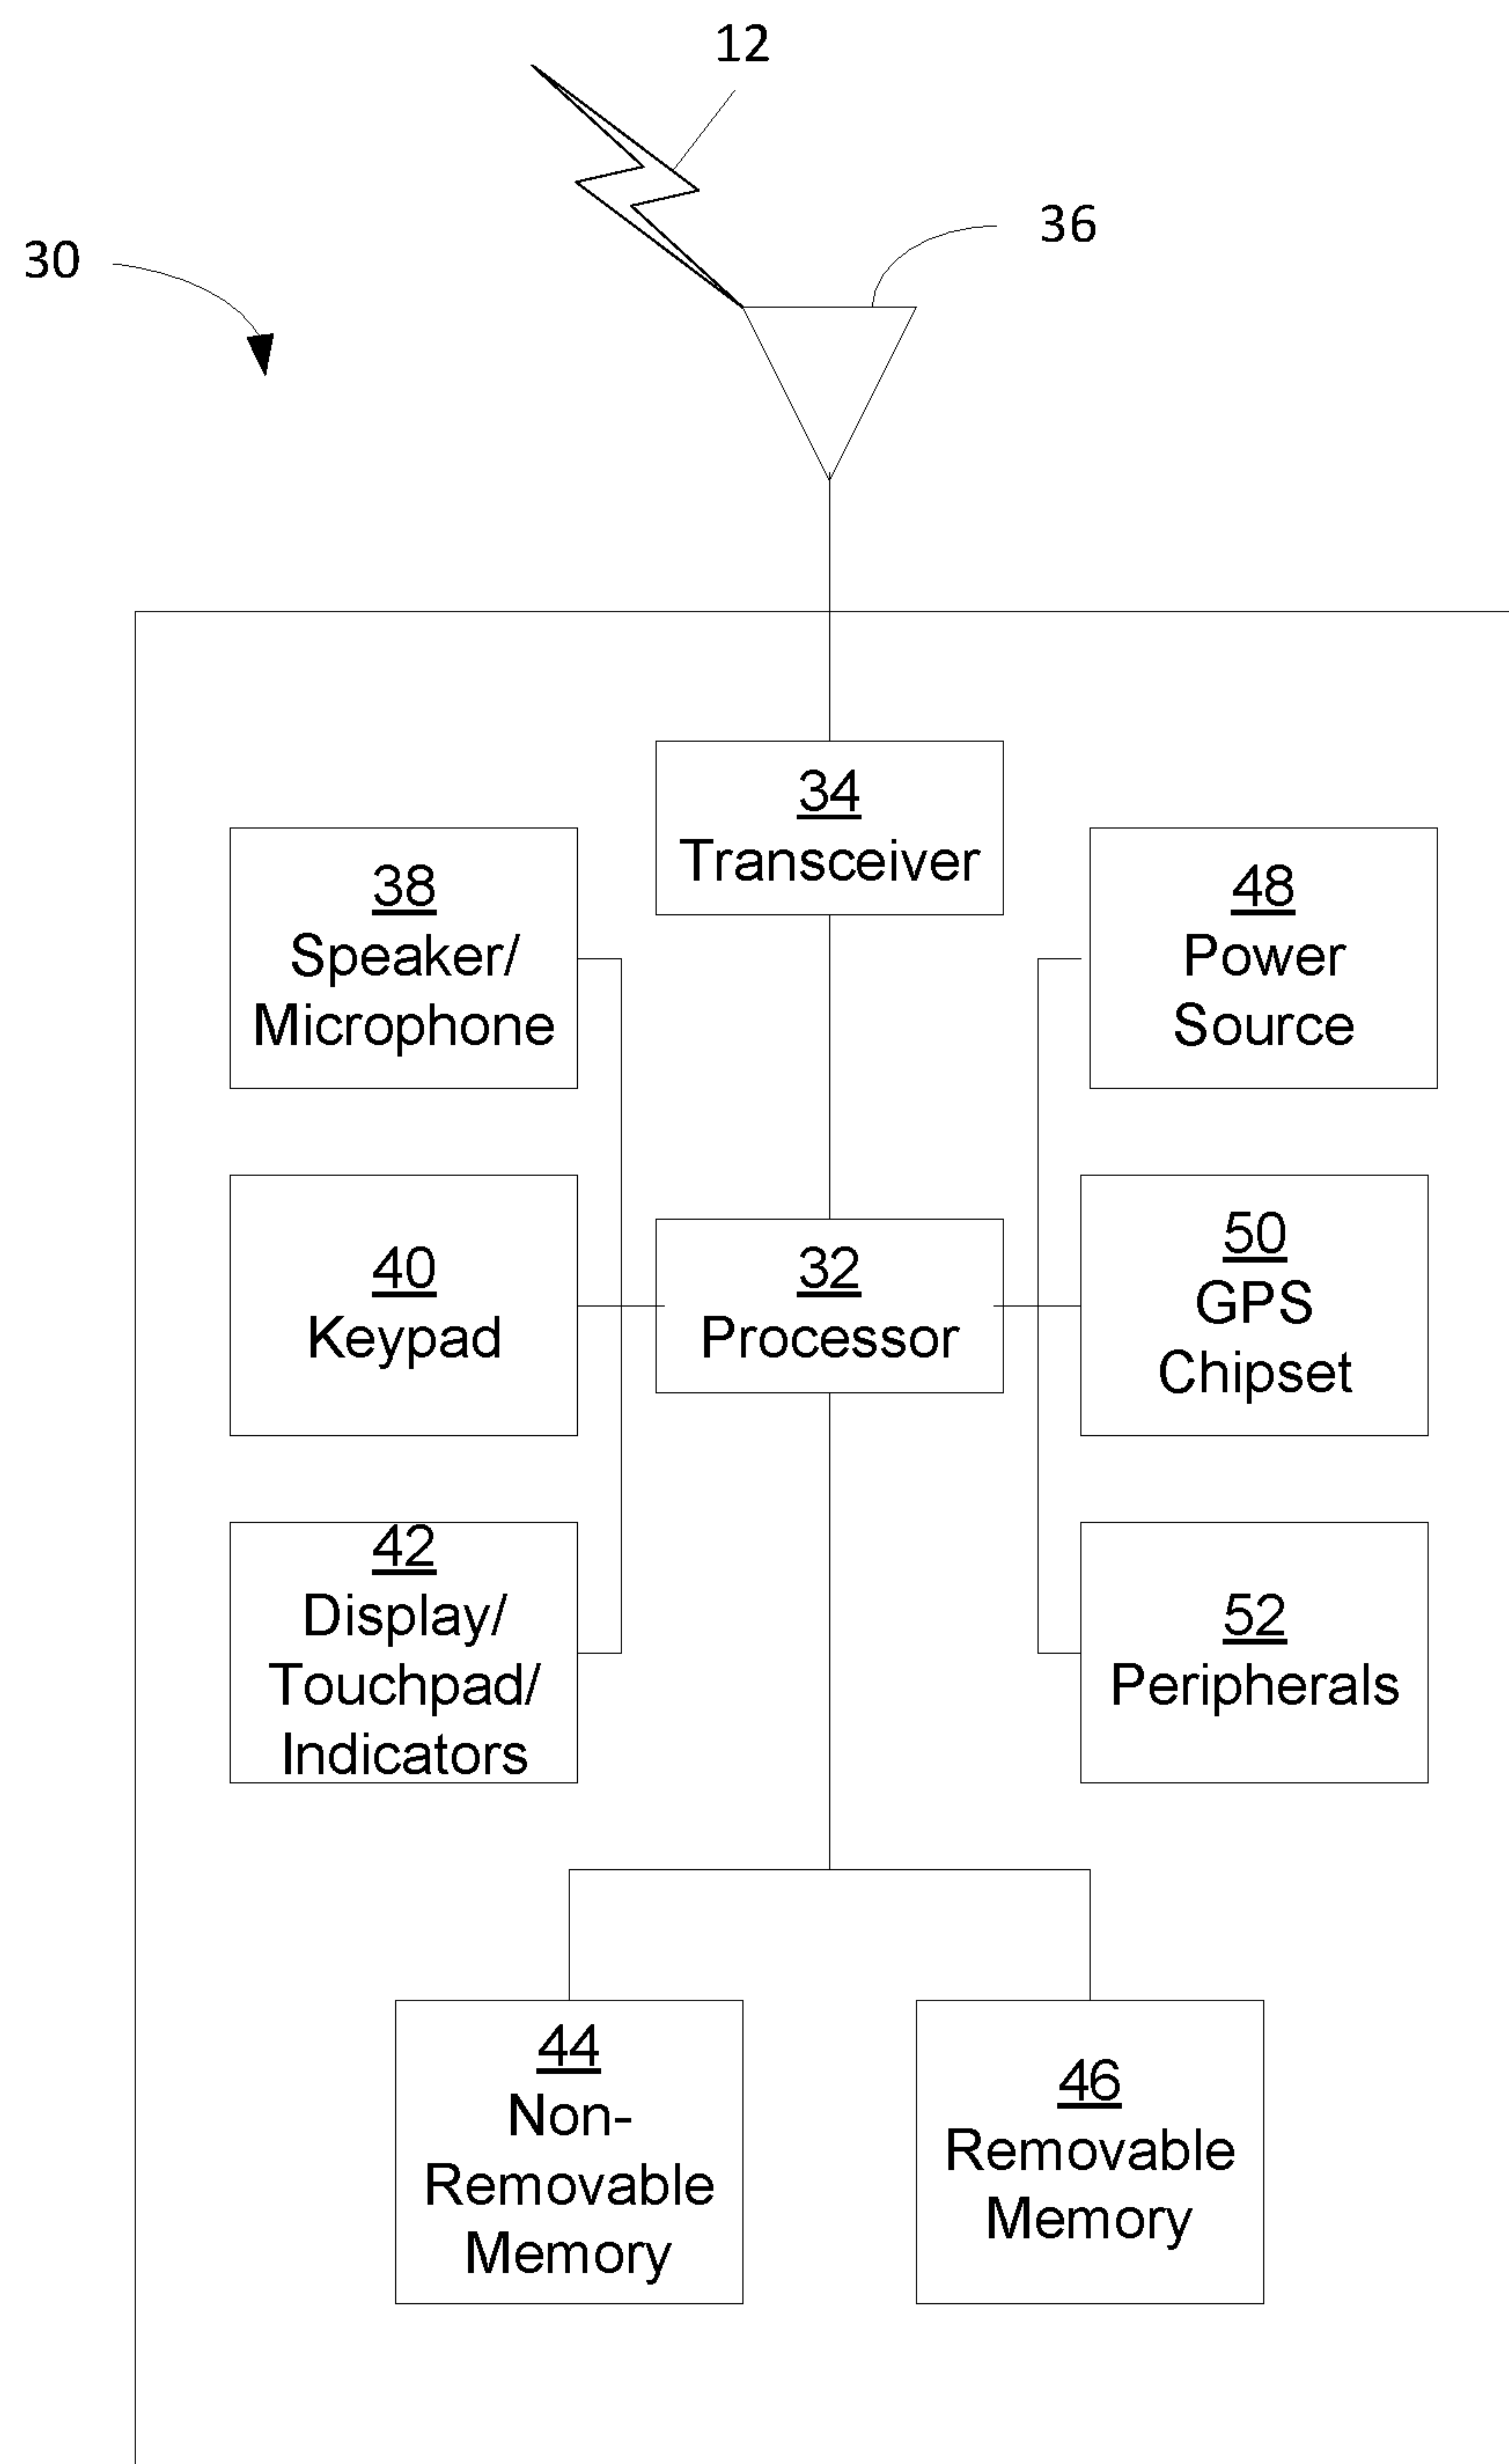 12
36
30
34
Transceiver
38
Speaker/
Microphone
48
Power
Source
40
Keypad
32
Processor
50
GPS
Chipset
42
Display/
Touchpad/
Indicators
52
Peripherals
44
Non-
Removable
Memory
46
Removable
Memory